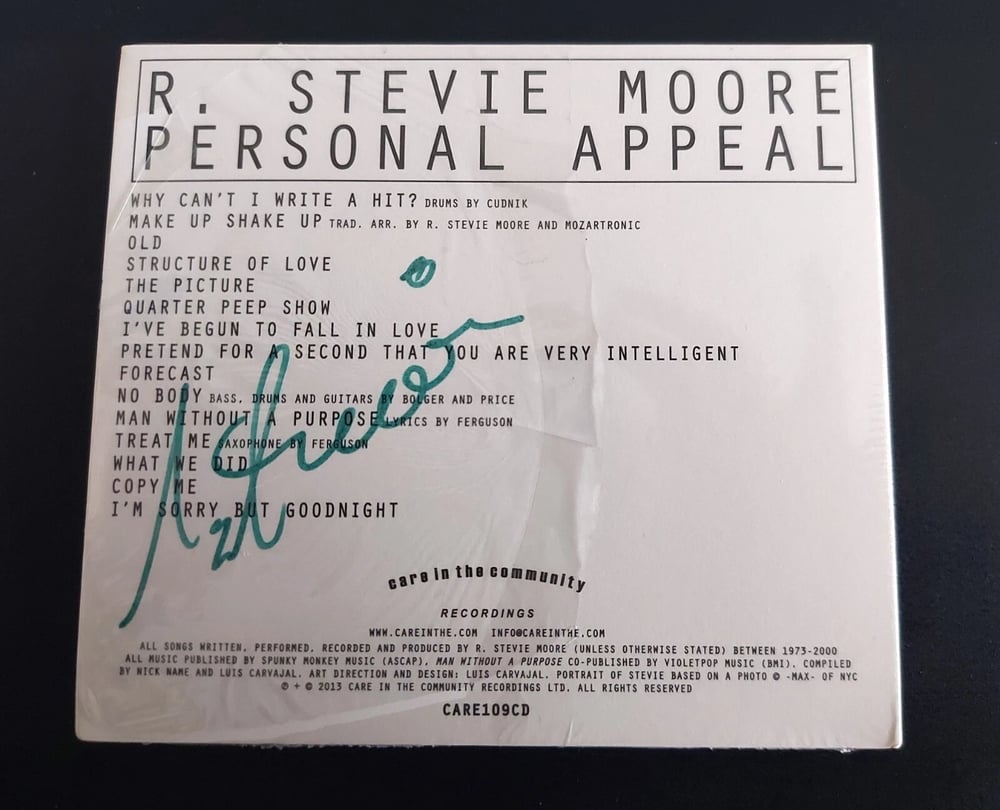 R. STEVIE MOORE
PERSONAL APPEAL
WHY CAN'T I WRITE A HIT? DRUMS BY CUDNIK
MAKE UP SHAKE UP TRAD. ARR. BY R. STEVIE MOORE AND MOZARTRONIC
OLD
STRUCTURE OF LOVE
THE PICTURE
QUARTER PEEP SHOW
I'VE BEGUN TO FALL IN LOVE
PRETEND FOR A SECOND THAT YOU ARE VERY INTELLIGENT
FORECAST
NO BODY BASS, DRUMS AND GUITARS BY BOLGER AND PRICE
MAN WITHOUT A PURPOSE LYRICS BY FERGUSON
TREAT ME SAXOPHONE BY FERGUSON
WHAT WE DID
COPY ME
I'M SORRY BUT GOODNIGHT
care in the community
RECORDINGS
WWW.CAREINTHE.COM INFO@CAREINTHE.COM
ALL SONGS WRITTEN, PERFORMED, RECORDED AND PRODUCED BY R. STEVIE MOORE (UNLESS OTHERWISE STATED) BETWEEN 1973-2000
ALL MUSIC PUBLISHED BY SPUNKY MONKEY MUSIC (ASCAP), MAN WITHOUT A PURPOSE CO-PUBLISHED BY VIOLETPOP MUSIC (BMI). COMPILED
BY NICK NAME AND LUIS CARVAJAL. ART DIRECTION AND DESIGN: LUIS CARVAJAL. PORTRAIT OF STEVIE BASED ON A PHOTO © -MAX- OF NYC
℗ + © 2013 CARE IN THE COMMUNITY RECORDINGS LTD. ALL RIGHTS RESERVED
CARE109CD